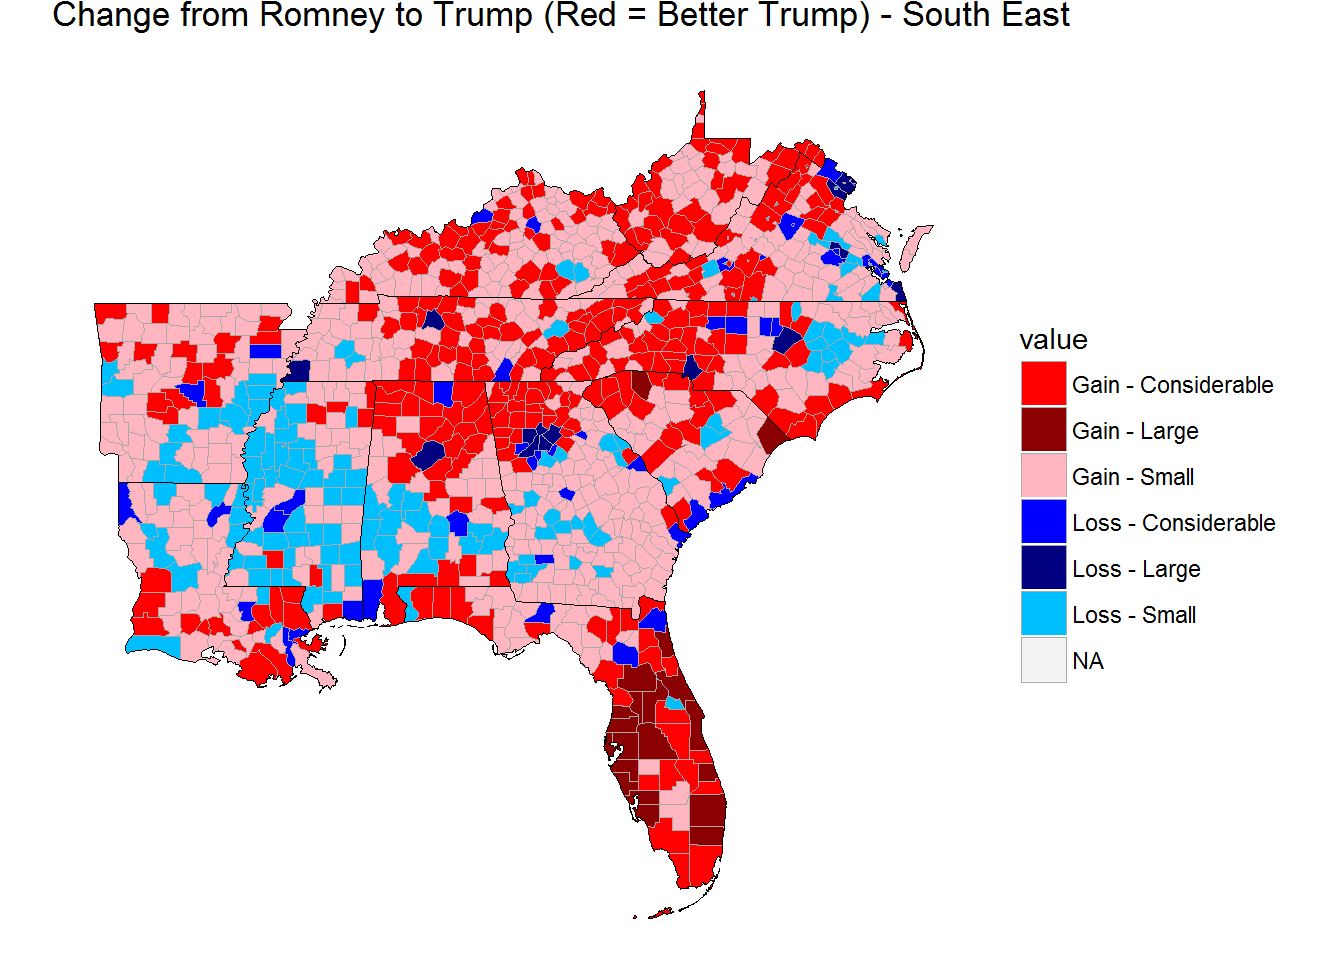 Change from Romney to Trump (Red = Better Trump) - South East
value
Gain - Considerable
Gain - Large
Gain - Small
Loss - Considerable
Loss - Large
Loss - Small
NA